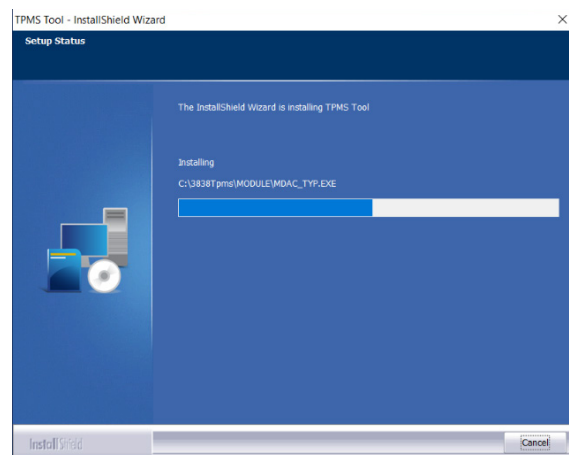 TPMS Tool - InstallShield Wizard
Setup Status
The InstallShield Wizard is installing TPMS Tool
Installing
C:\3838Tpms\MODULE\MDAC_TYP.EXE
InstallShield
Cancel